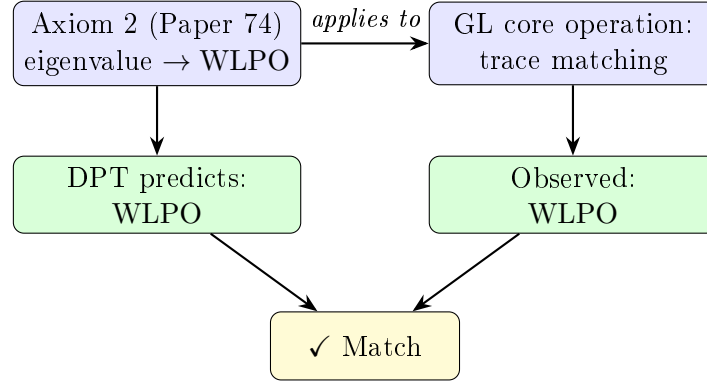 Axiom 2 (Paper 74)
eigenvalue → WLPO
applies to
GL core operation:
trace matching
DPT predicts:
WLPO
Observed:
WLPO
✓ Match